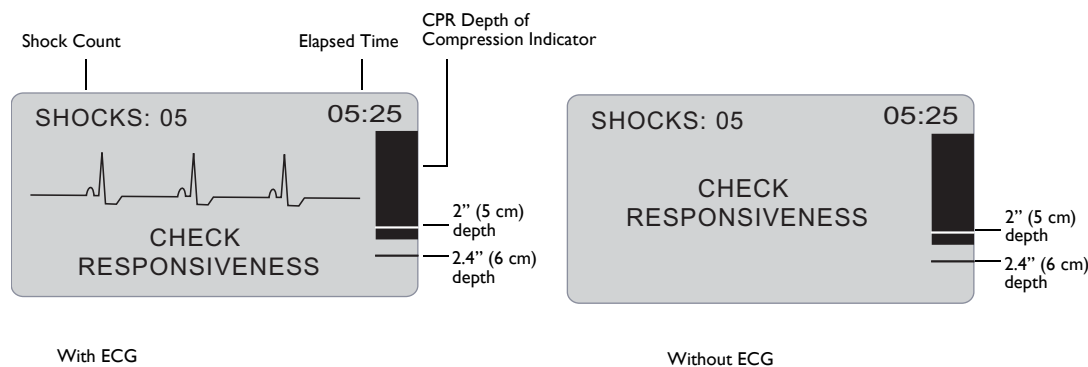 CPR Depth of
Compression Indicator
Shock Count
Elapsed Time
SHOCKS: 05
05:25
2” (5 cm)
depth
CHECK
RESPONSIVENESS
2.4” (6 cm)
depth
With ECG
SHOCKS: 05
05:25
CHECK
RESPONSIVENESS
2” (5 cm)
depth
2.4” (6 cm)
depth
Without ECG